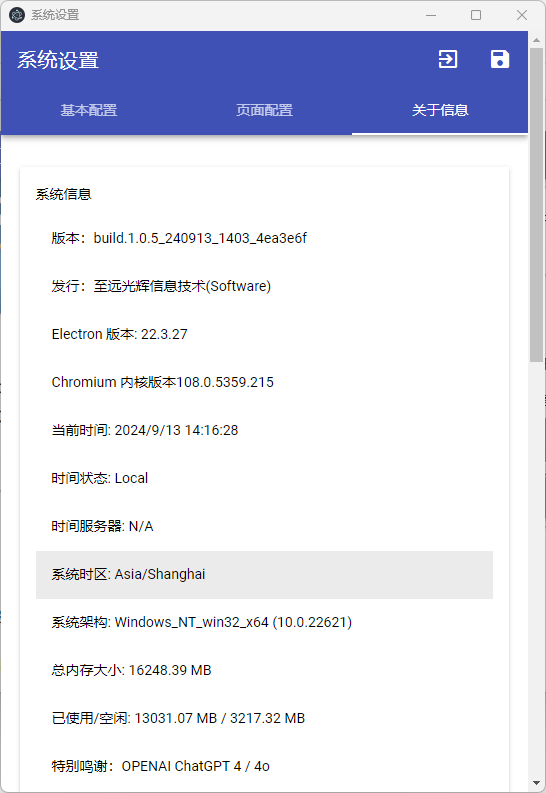 系统设置
系统设置
基本配置
页面配置
关于信息
系统信息
版本：build.1.0.5_240913_1403_4ea3e6f
发行：至远光辉信息技术(Software)
Electron 版本: 22.3.27
Chromium 内核版本108.0.5359.215
当前时间: 2024/9/13 14:16:28
时间状态: Local
时间服务器: N/A
系统时区: Asia/Shanghai
系统架构: Windows_NT_win32_x64 (10.0.22621)
总内存大小: 16248.39 MB
已使用/空闲: 13031.07 MB / 3217.32 MB
特别鸣谢：OPENAI ChatGPT 4 / 4o